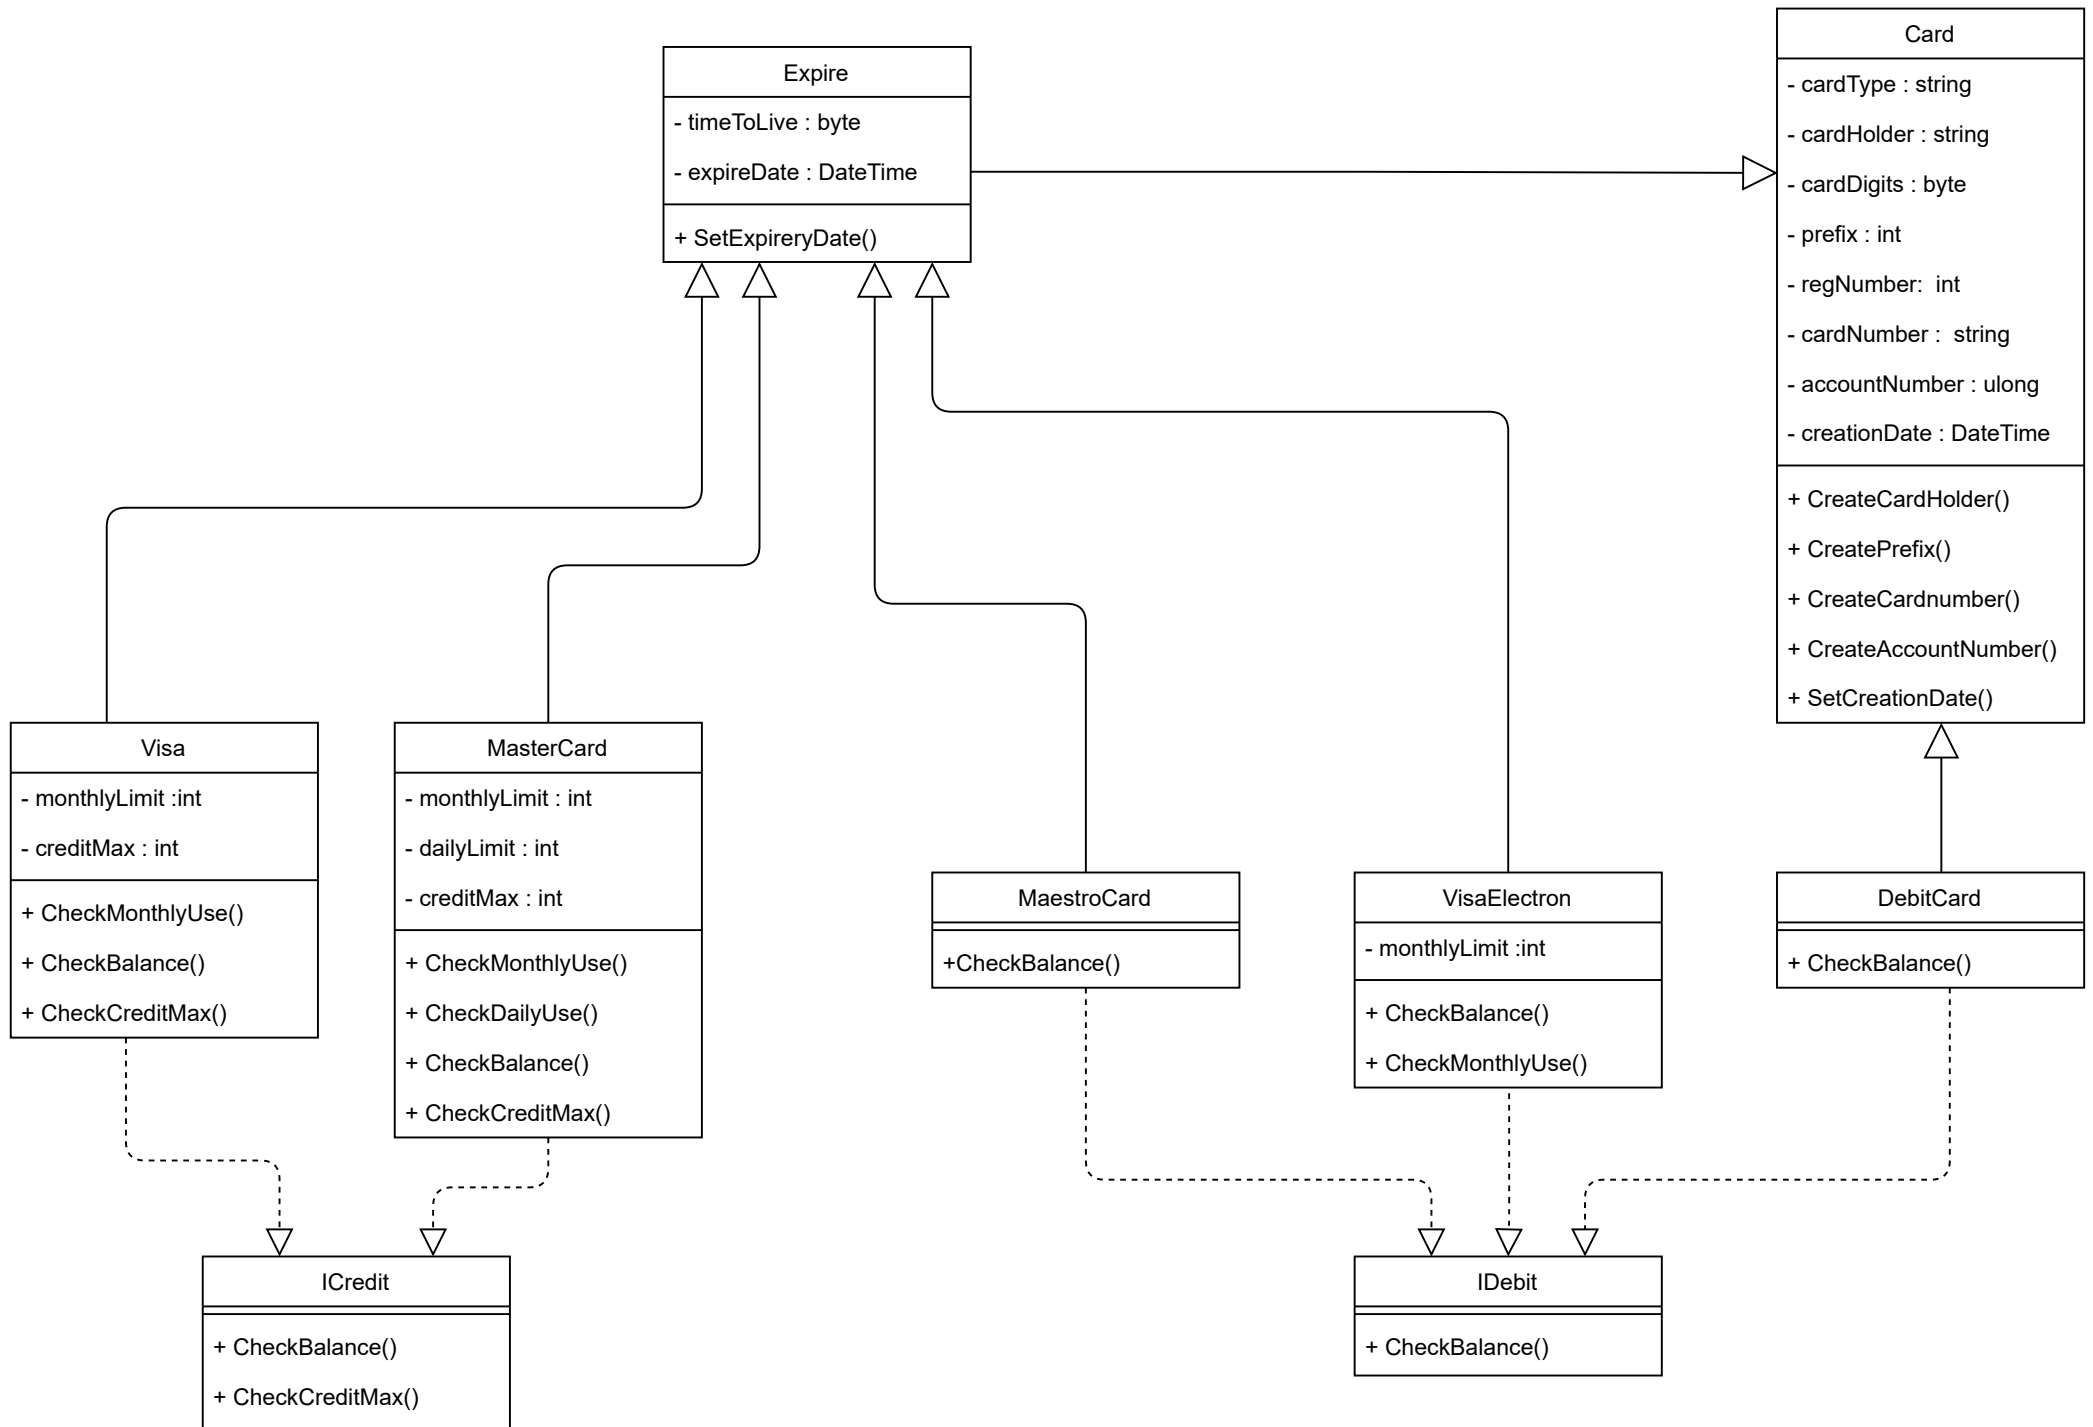 Expire
- timeToLive : byte
- expireDate : DateTime
+ SetExpireryDate()
Card
- cardType : string
- cardHolder : string
- cardDigits : byte
- prefix : int
- regNumber:  int
- cardNumber :  string
- accountNumber : ulong
- creationDate : DateTime
+ CreateCardHolder()
+ CreatePrefix()
+ CreateCardnumber()
+ CreateAccountNumber()
+ SetCreationDate()
Visa
- monthlyLimit :int
- creditMax : int
+ CheckMonthlyUse()
+ CheckBalance()
+ CheckCreditMax()
MasterCard
- monthlyLimit : int
- dailyLimit : int
- creditMax : int
+ CheckMonthlyUse()
+ CheckDailyUse()
+ CheckBalance()
+ CheckCreditMax()
MaestroCard
+CheckBalance()
VisaElectron
- monthlyLimit :int
+ CheckBalance()
+ CheckMonthlyUse()
DebitCard
+ CheckBalance()
ICredit
+ CheckBalance()
+ CheckCreditMax()
IDebit
+ CheckBalance()